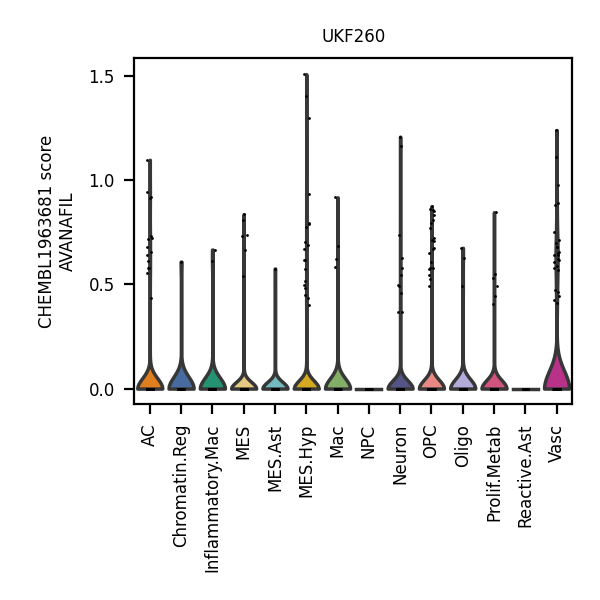 UKF260
CHEMBL1963681 score
AVANAFIL
1.5
1.0
0.5
0.0
AC
Chromatin.Reg
Inflammatory.Mac
MES
MES.Ast
MES.Hyp
Mac
NPC
Neuron
OPC
Oligo
Prolif.Metab
Reactive.Ast
Vasc